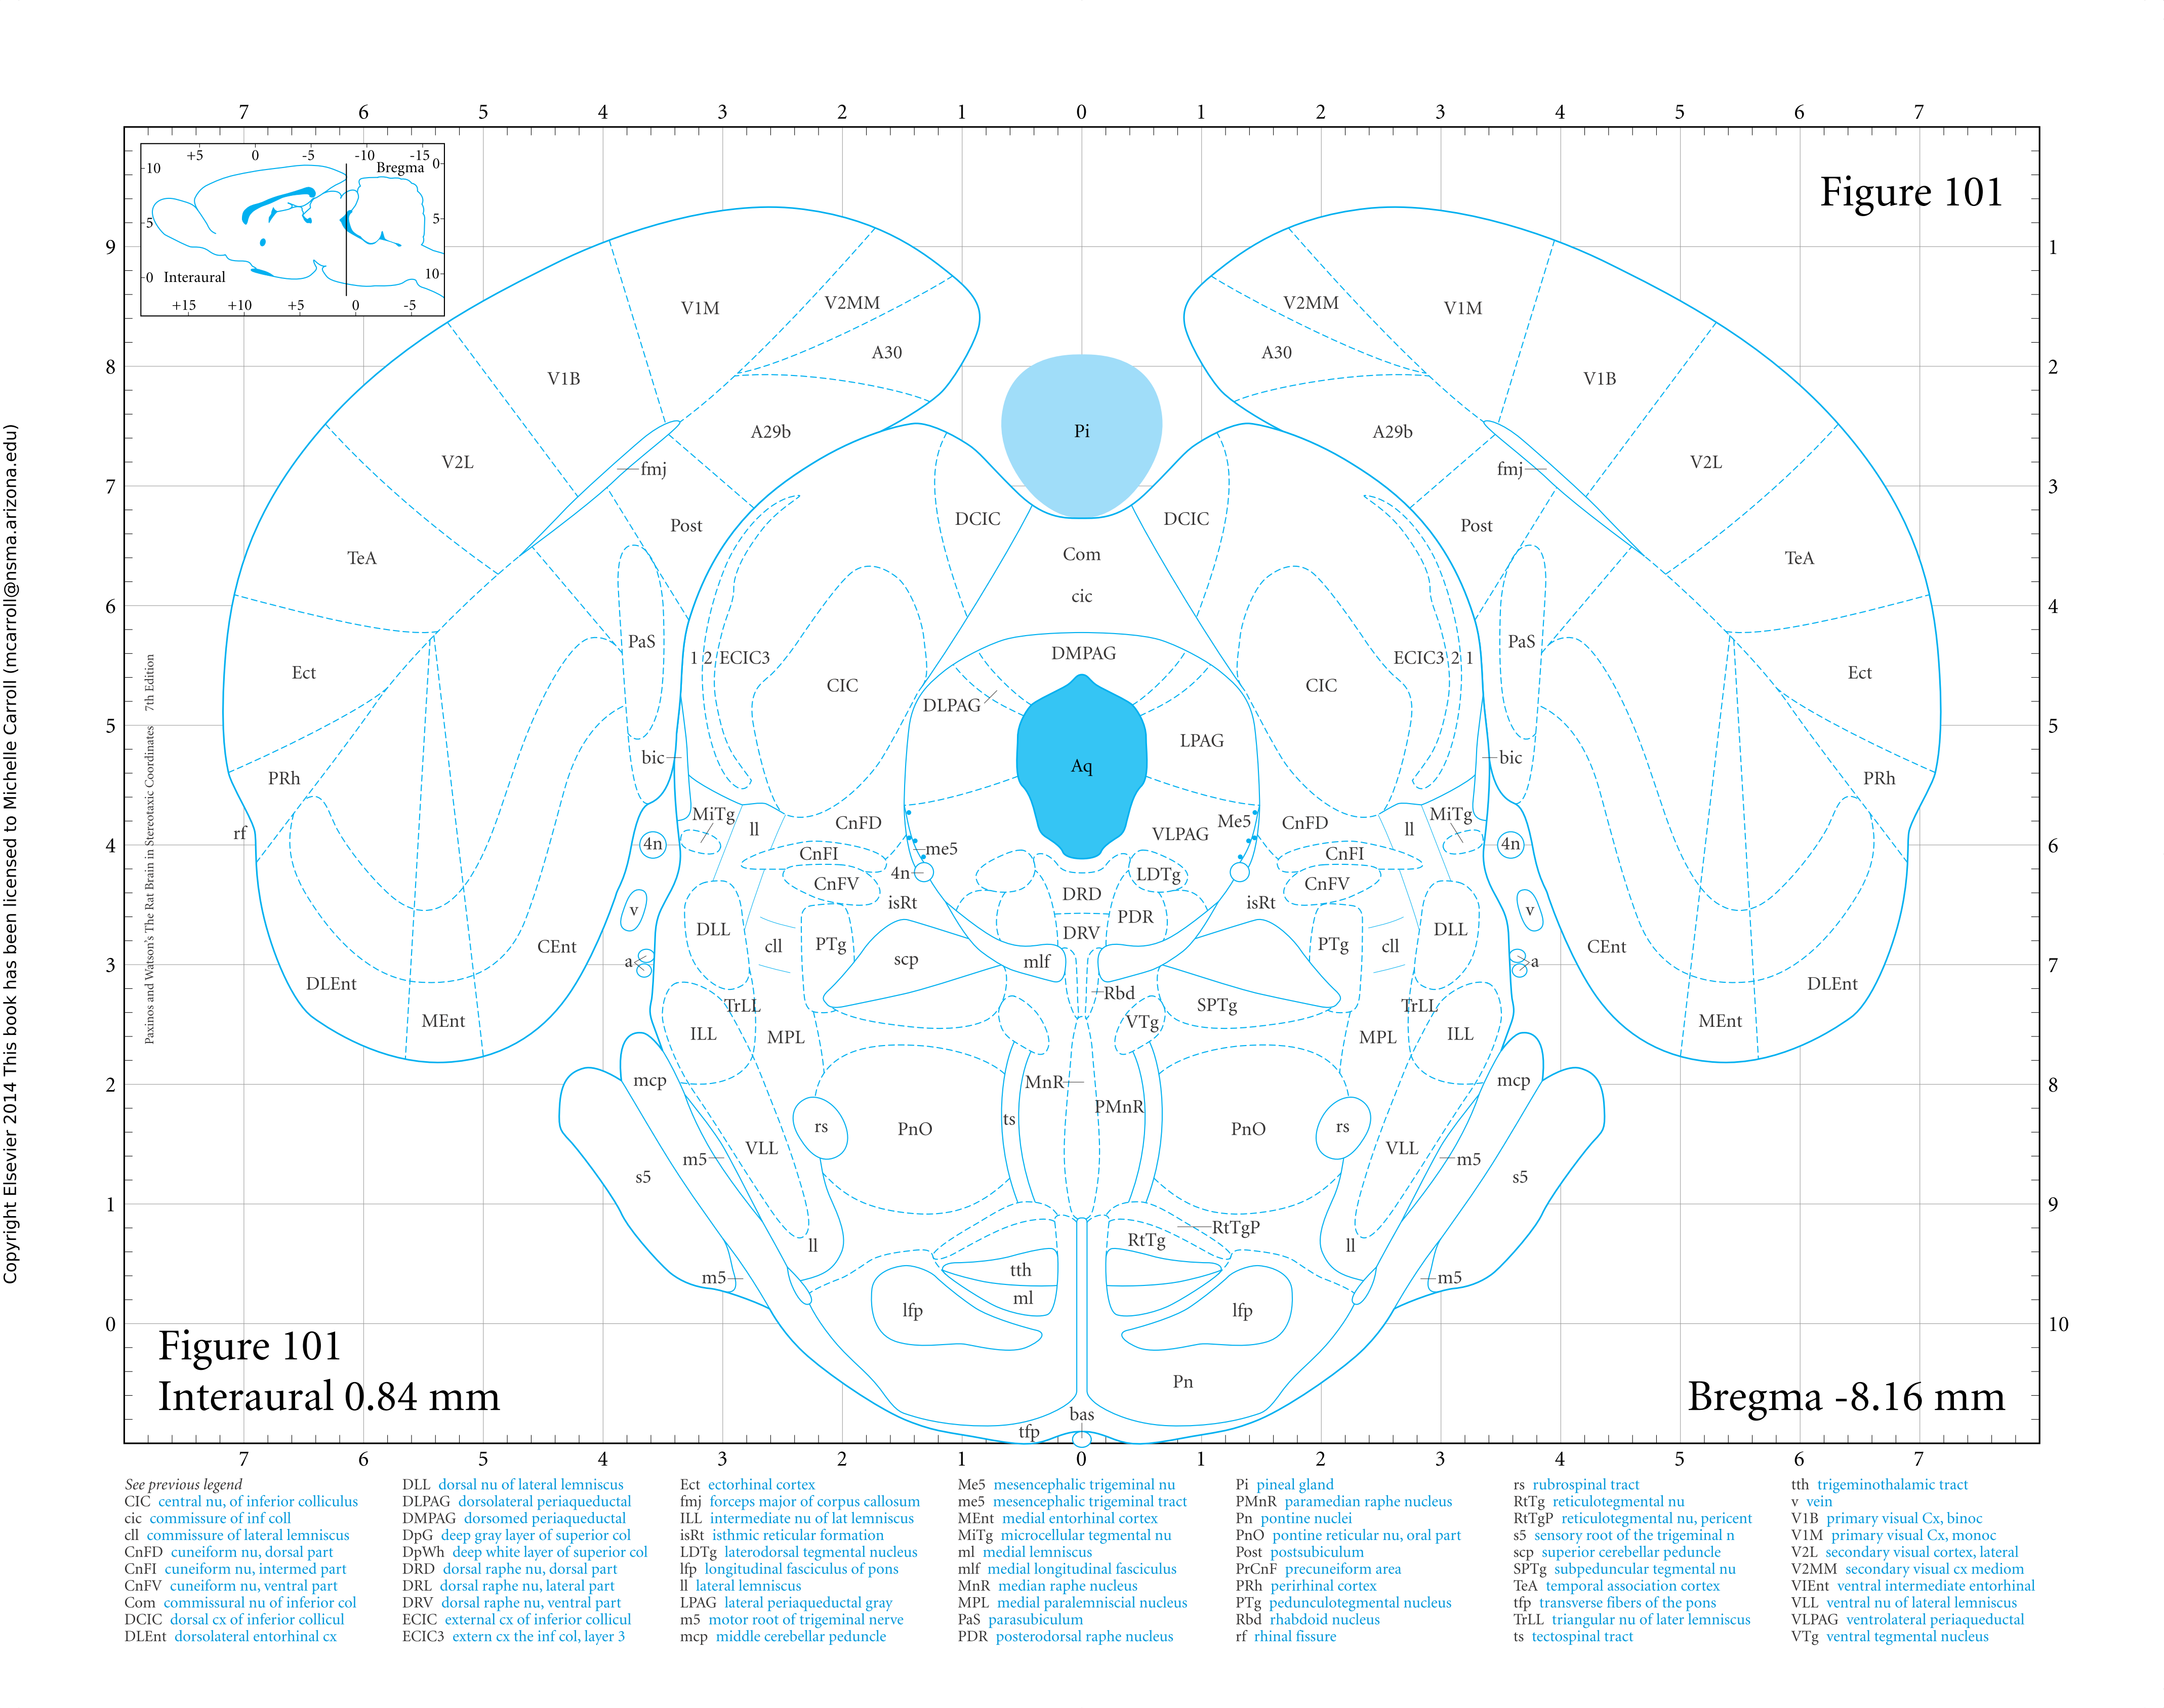 7 6 5 4 3 2 1 0 1 2 3 4 5 6 7
+5 0 -5 -10 -15
Bregma 0
10
5 5
0 Interaural 10
+15 +10 +5 0 -5
Figure 101
9 1
V1M V2MM V2MM V1M
A30 A30
8 2
V1B V1B
Pi
A29b A29b
V2L fmj fmj V2L
7 3
DCIC DCIC
Post Post
Com
TeA TeA
cic
6 4
PaS PaS
DMPAG
1 2 ECIC3 ECIC3 2 1
Ect Ect
CIC CIC
DLPAG
5 5
LPAG
bic bic
Aq
PRh PRh
MiTg MiTg
CnFD Me5 CnFD
rf ll VLPAG ll
4 4n 4n 6
me5
CnFI CnFI
4n LDTg
CnFV CnFV
DRD
isRt isRt
v v
PDR
DLL DRV DLL
cll PTg PTg cll
CEnt CEnt
scp mlf
3 a a 7
DLEnt DLEnt
Rbd
TrLL SPTg TrLL
MEnt VTg MEnt
ILL MPL MPL ILL
2 mcp MnR mcp 8
PMnR
ts
rs rs
PnO PnO
VLL VLL
m5 m5
s5 s5
1 9
RtTgP
RtTg
ll ll
tth
m5 m5
ml
lfp lfp
0 10
Figure 101
Interaural 0.84 mm
Bregma -8.16 mm
Pn
bas
tfp
7 6 5 4 3 2 1 0 1 2 3 4 5 6 7
Copyright Elsevier 2014 This book has been licensed to Michelle Carroll (mcarroll@nsma.arizona.edu)
Paxinos and Watson's The Rat Brain in Stereotaxic Coordinates 7th Edition
See previous legend
CIC central nu, of inferior colliculus
cic commissure of inf coll
cll commissure of lateral lemniscus
CnFD cuneiform nu, dorsal part
CnFI cuneiform nu, intermed part
CnFV cuneiform nu, ventral part
Com commissural nu of inferior col
DCIC dorsal cx of inferior collicul
DLEnt dorsolateral entorhinal cx
DLL dorsal nu of lateral lemniscus
DLPAG dorsolateral periaqueductal
DMPAG dorsomed periaqueductal
DpG deep gray layer of superior col
DpWh deep white layer of superior col
DRD dorsal raphe nu, dorsal part
DRL dorsal raphe nu, lateral part
DRV dorsal raphe nu, ventral part
ECIC external cx of inferior collicul
ECIC3 extern cx the inf col, layer 3
Ect ectorhinal cortex
fmj forceps major of corpus callosum
ILL intermediate nu of lat lemniscus
isRt isthmic reticular formation
LDTg laterodorsal tegmental nucleus
lfp longitudinal fasciculus of pons
ll lateral lemniscus
LPAG lateral periaqueductal gray
m5 motor root of trigeminal nerve
mcp middle cerebellar peduncle
Me5 mesencephalic trigeminal nu
me5 mesencephalic trigeminal tract
MEnt medial entorhinal cortex
MiTg microcellular tegmental nu
ml medial lemniscus
mlf medial longitudinal fasciculus
MnR median raphe nucleus
MPL medial paralemniscial nucleus
PaS parasubiculum
PDR posterodorsal raphe nucleus
Pi pineal gland
PMnR paramedian raphe nucleus
Pn pontine nuclei
PnO pontine reticular nu, oral part
Post postsubiculum
PrCnF precuneiform area
PRh perirhinal cortex
PTg pedunculotegmental nucleus
Rbd rhabdoid nucleus
rf rhinal fissure
rs rubrospinal tract
RtTg reticulotegmental nu
RtTgP reticulotegmental nu, pericent
s5 sensory root of the trigeminal n
scp superior cerebellar peduncle
SPTg subpeduncular tegmental nu
TeA temporal association cortex
tfp transverse fibers of the pons
TrLL triangular nu of later lemniscus
ts tectospinal tract
tth trigeminothalamic tract
v vein
V1B primary visual Cx, binoc
V1M primary visual Cx, monoc
V2L secondary visual cortex, lateral
V2MM secondary visual cx mediom
VIEnt ventral intermediate entorhinal
VLL ventral nu of lateral lemniscus
VLPAG ventrolateral periaqueductal
VTg ventral tegmental nucleus